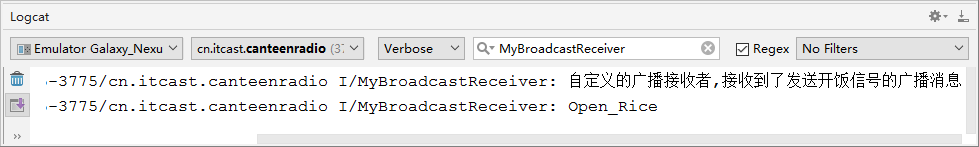 Logcat
Emulator Galaxy_Nexu cn.itcast.canteenradio (37 Verbose MyBroadcastReceiver Regex No Filters
-3775/cn.itcast.canteenradio I/MyBroadcastReceiver: 自定义的广播接收者,接收到了发送开饭信号的广播消息
-3775/cn.itcast.canteenradio I/MyBroadcastReceiver: Open_Rice